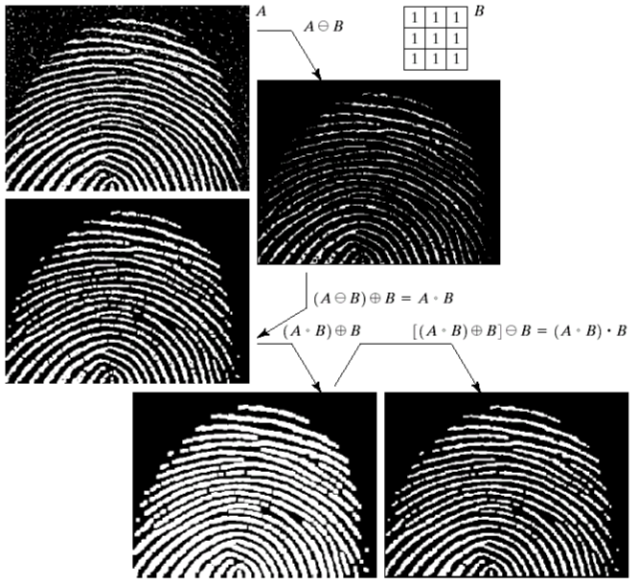 A
A ⊖ B
B
1 1 1
1 1 1
1 1 1
(A ⊖ B) ⊕ B = A ∘ B
(A ∘ B) ⊕ B
[(A ∘ B) ⊕ B] ⊖ B = (A ∘ B) • B